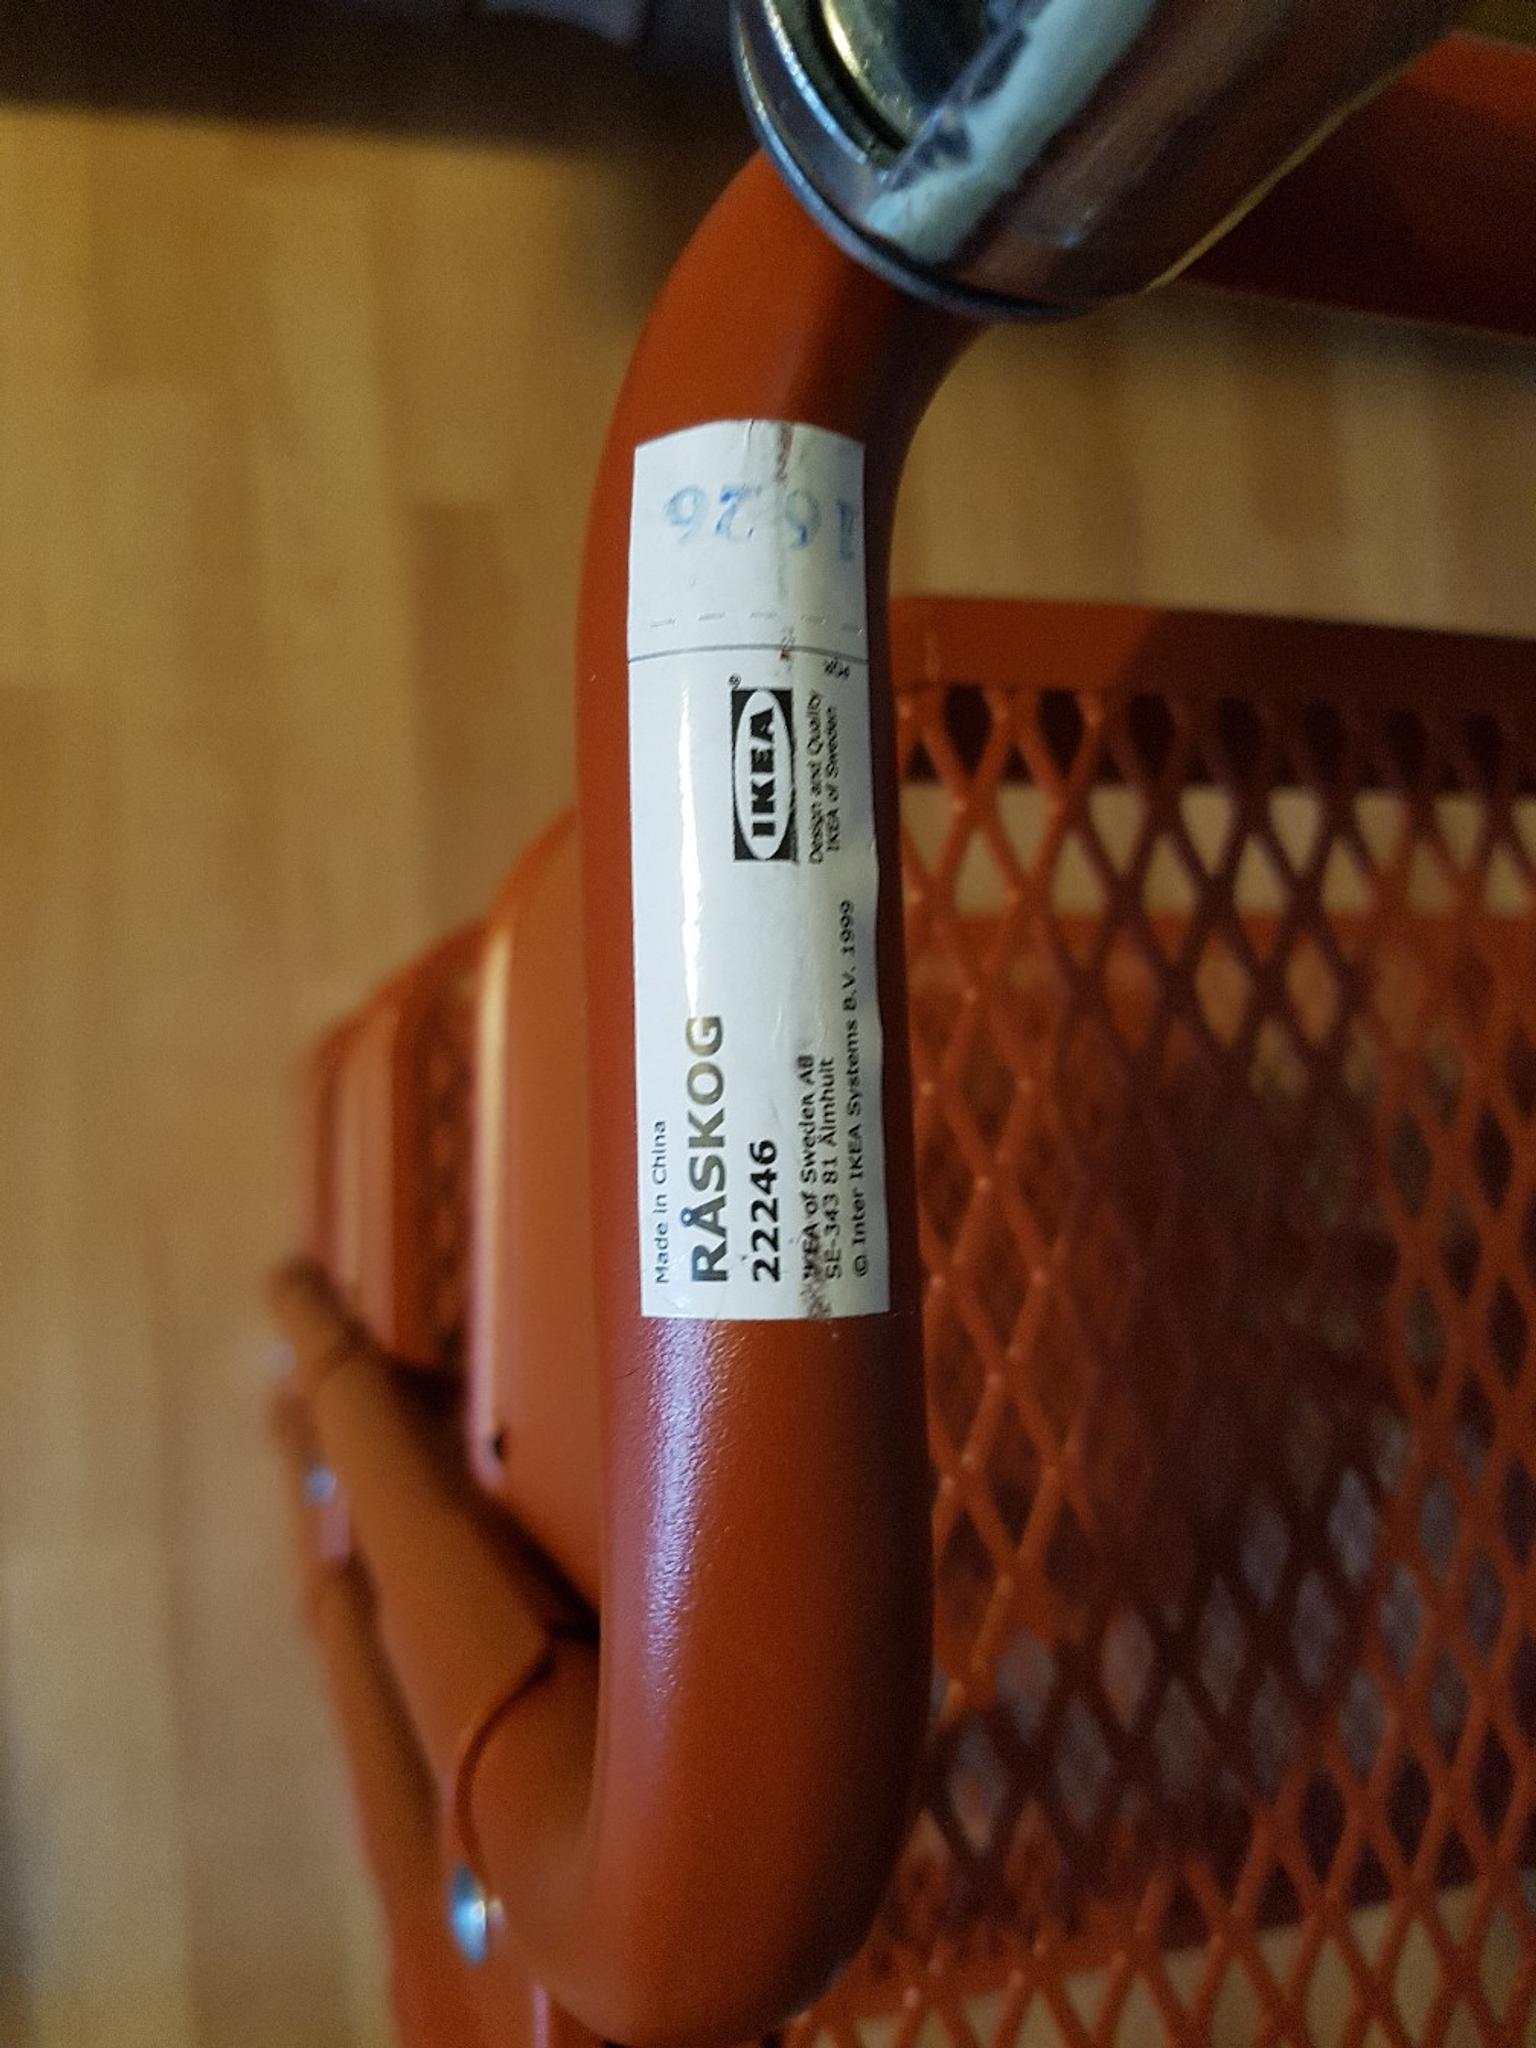 Made in China
RÅSKOG
22246
IKEA of Sweden AB
SE-343 81 Älmhult
© Inter IKEA Systems B.V. 1999
IKEA®
Design and Quality
IKEA of Sweden
1626